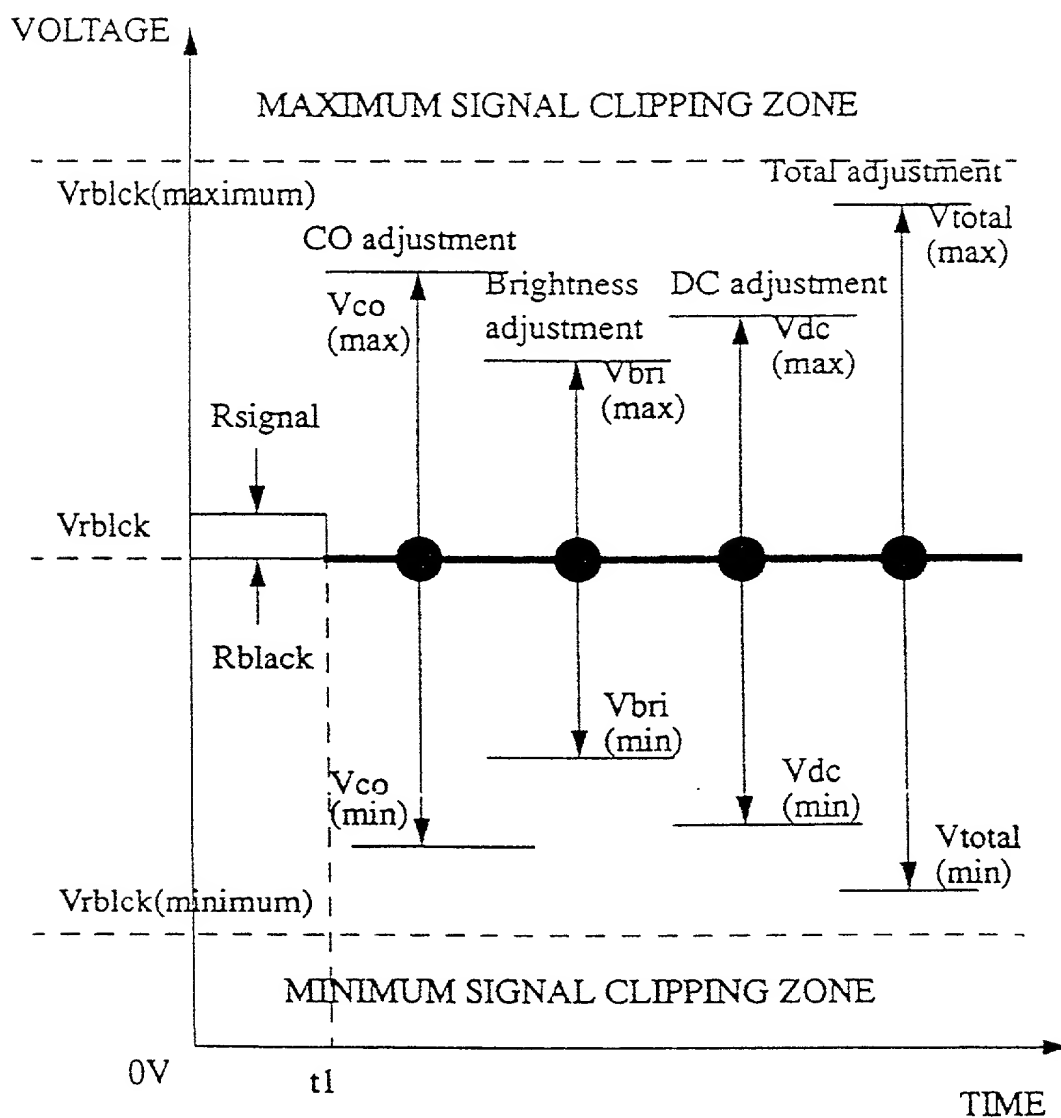 VOLTAGE
MAXIMUM SIGNAL CLIPPING ZONE
Vrblck(maximum)
Total adjustment
Vtotal
(max)
CO adjustment
Vco
(max)
Brightness
adjustment
Vbri
(max)
DC adjustment
Vdc
(max)
Rsignal
Vrblck
Rblack
Vbri
(min)
Vco
(min)
Vdc
(min)
Vtotal
(min)
Vrblck(minimum)
MINIMUM SIGNAL CLIPPING ZONE
0V
t1
TIME